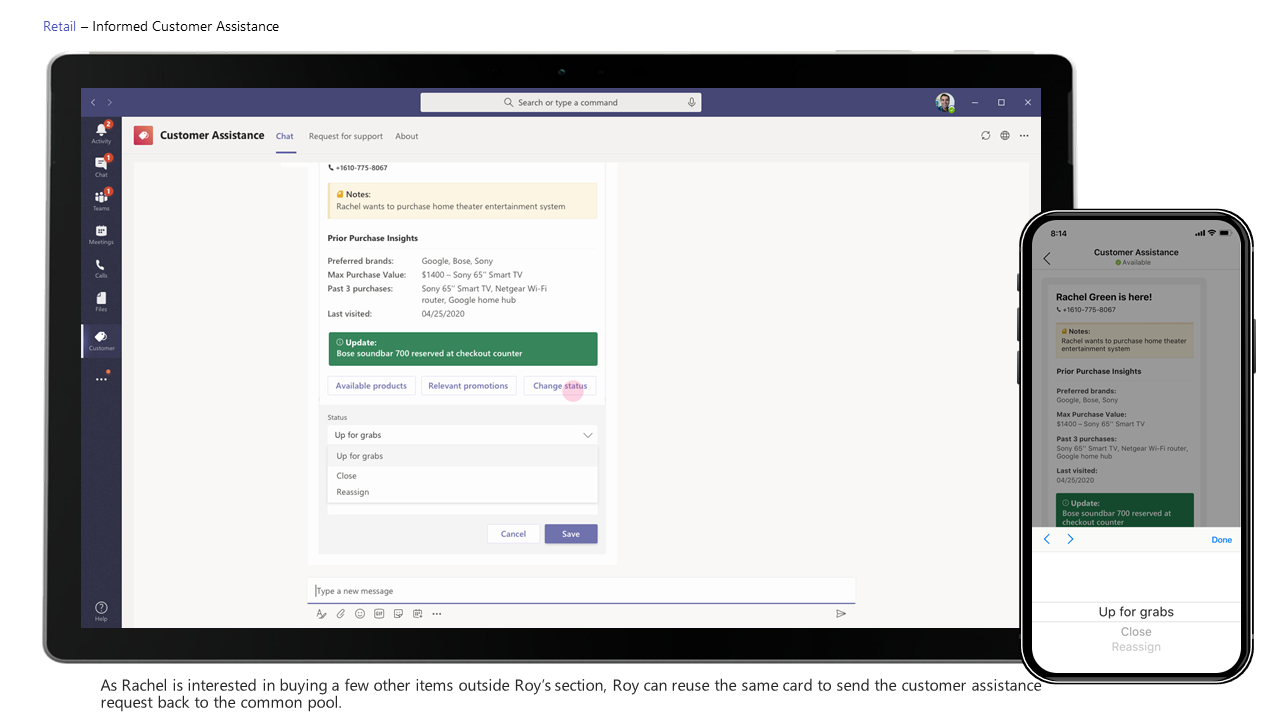 Retail – Informed Customer Assistance
Search or type a command
2
Activity
1
Chat
1
Teams
Meetings
Calls
Files
Customer
Help
Customer Assistance
Chat
Request for support
About
+1610-775-8067
Notes:
Rachel wants to purchase home theater entertainment system
Prior Purchase Insights
Preferred brands: Google, Bose, Sony
Max Purchase Value: $1400 – Sony 65'' Smart TV
Past 3 purchases: Sony 65'' Smart TV, Netgear Wi-Fi
router, Google home hub
Last visited: 04/25/2020
Update:
Bose soundbar 700 reserved at checkout counter
Available products
Relevant promotions
Change status
Status
Up for grabs
Up for grabs
Close
Reassign
Cancel
Save
Type a new message
GIF
8:14
Customer Assistance
Available
Rachel Green is here!
+1610-775-8067
Notes:
Rachel wants to purchase home theater
entertainment system
Prior Purchase Insights
Preferred brands:
Google, Bose, Sony
Max Purchase Value:
$1400 – Sony 65'' Smart TV
Past 3 purchases:
Sony 65'' Smart TV, Netgear Wi-Fi router,
Google home hub
Last visited:
04/25/2020
Update:
Bose soundbar 700 reserved at
checkout counter
Done
Up for grabs
Close
Reassign
As Rachel is interested in buying a few other items outside Roy's section, Roy can reuse the same card to send the customer assistance
request back to the common pool.